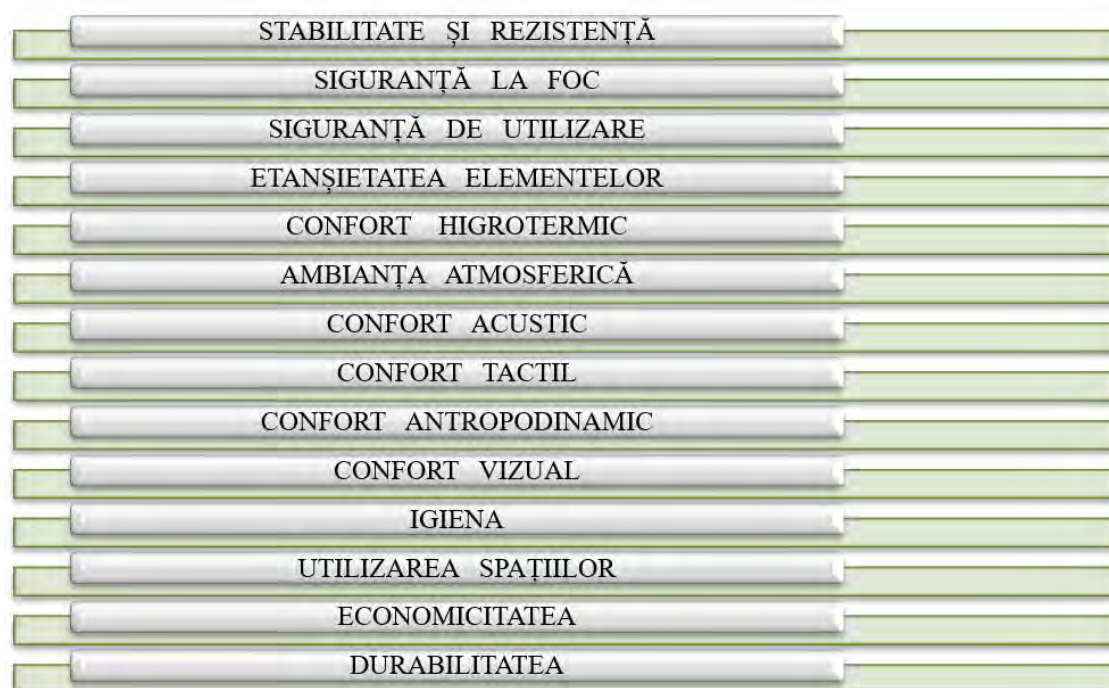 STABILITATE ȘI REZISTENȚĂ
SIGURANȚĂ LA FOC
SIGURANȚĂ DE UTILIZARE
ETANȘIETATEA ELEMENTELOR
CONFORT HIGROTERMIC
AMBIANȚA ATMOSFERICĂ
CONFORT ACUSTIC
CONFORT TACTIL
CONFORT ANTROPODINAMIC
CONFORT VIZUAL
IGIENA
UTILIZAREA SPAȚIILOR
ECONOMICITATEA
DURABILITATEA